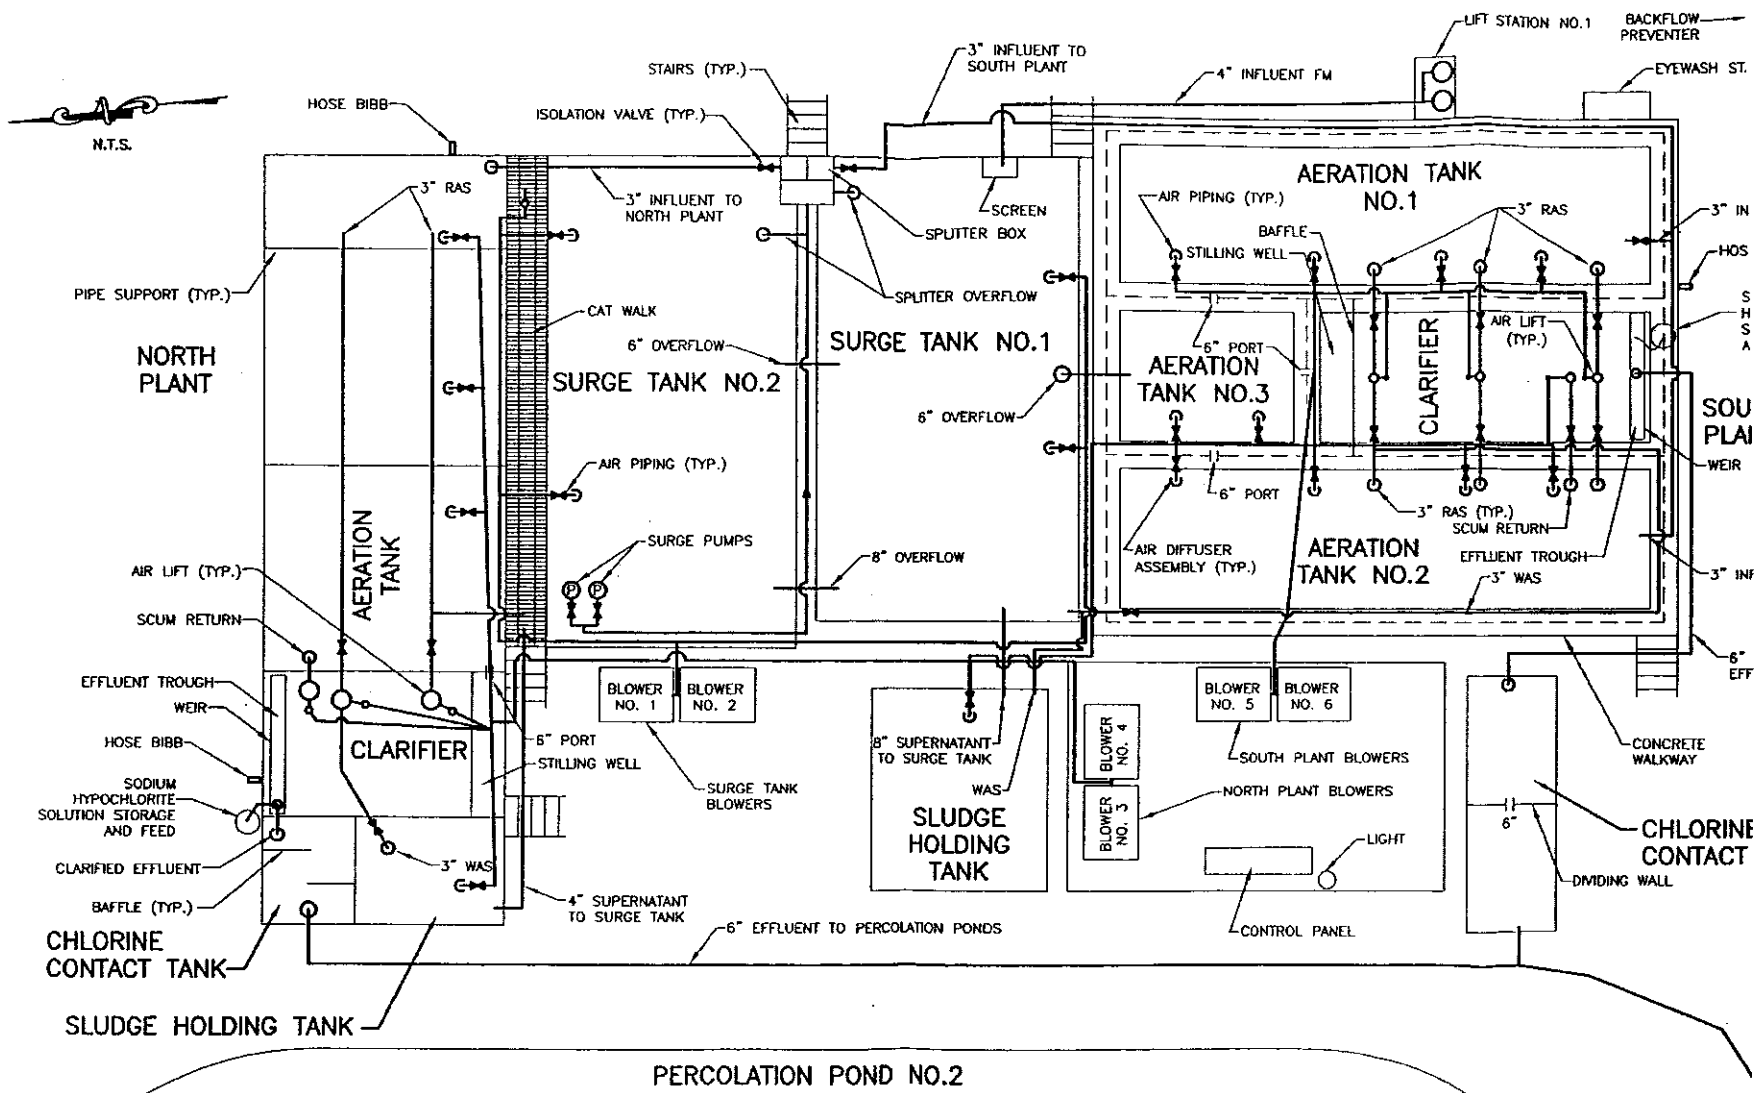 LIFT STATION NO.1
BACKFLOW
PREVENTER
3" INFLUENT TO
SOUTH PLANT
STAIRS (TYP.)
4" INFLUENT FM
EYEWASH ST.
HOSE BIBB
ISOLATION VALVE (TYP.)
N.T.S.
AERATION TANK
NO.1
3" RAS
3" INFLUENT TO
NORTH PLANT
SCREEN
AIR PIPING (TYP.)
3" RAS
3" IN
SPLITTER BOX
BAFFLE
STILLING WELL
HOS
PIPE SUPPORT (TYP.)
SPLITTER OVERFLOW
S
H
S
A
CAT WALK
NORTH
PLANT
6" OVERFLOW
SURGE TANK NO.1
SURGE TANK NO.2
6" PORT
AERATION
TANK NO.3
CLARIFIER
AIR LIFT
(TYP.)
6" OVERFLOW
SOU
PLA
WEIR
AIR PIPING (TYP.)
6" PORT
AERATION
TANK
3" RAS (TYP.)
SCUM RETURN
SURGE PUMPS
P P
8" OVERFLOW
AIR DIFFUSER
ASSEMBLY (TYP.)
AERATION
TANK NO.2
EFFLUENT TROUGH
3" WAS
3" INF
AIR LIFT (TYP.)
SCUM RETURN
EFFLUENT TROUGH
WEIR
CLARIFIER
6" PORT
STILLING WELL
BLOWER
NO. 1
BLOWER
NO. 2
BLOWER
NO. 5
BLOWER
NO. 6
6"
EFF
HOSE BIBB
8" SUPERNATANT
TO SURGE TANK
BLOWER
NO. 4
SOUTH PLANT BLOWERS
CONCRETE
WALKWAY
SODIUM
HYPOCHLORITE
SOLUTION STORAGE
AND FEED
SURGE TANK
BLOWERS
WAS
NORTH PLANT BLOWERS
SLUDGE
HOLDING
TANK
BLOWER
NO. 3
6"
CHLORINE
CONTACT
CLARIFIED EFFLUENT
3" WAS
LIGHT
DIVIDING WALL
BAFFLE (TYP.)
4" SUPERNATANT
TO SURGE TANK
6" EFFLUENT TO PERCOLATION PONDS
CONTROL PANEL
CHLORINE
CONTACT TANK
SLUDGE HOLDING TANK
PERCOLATION POND NO.2